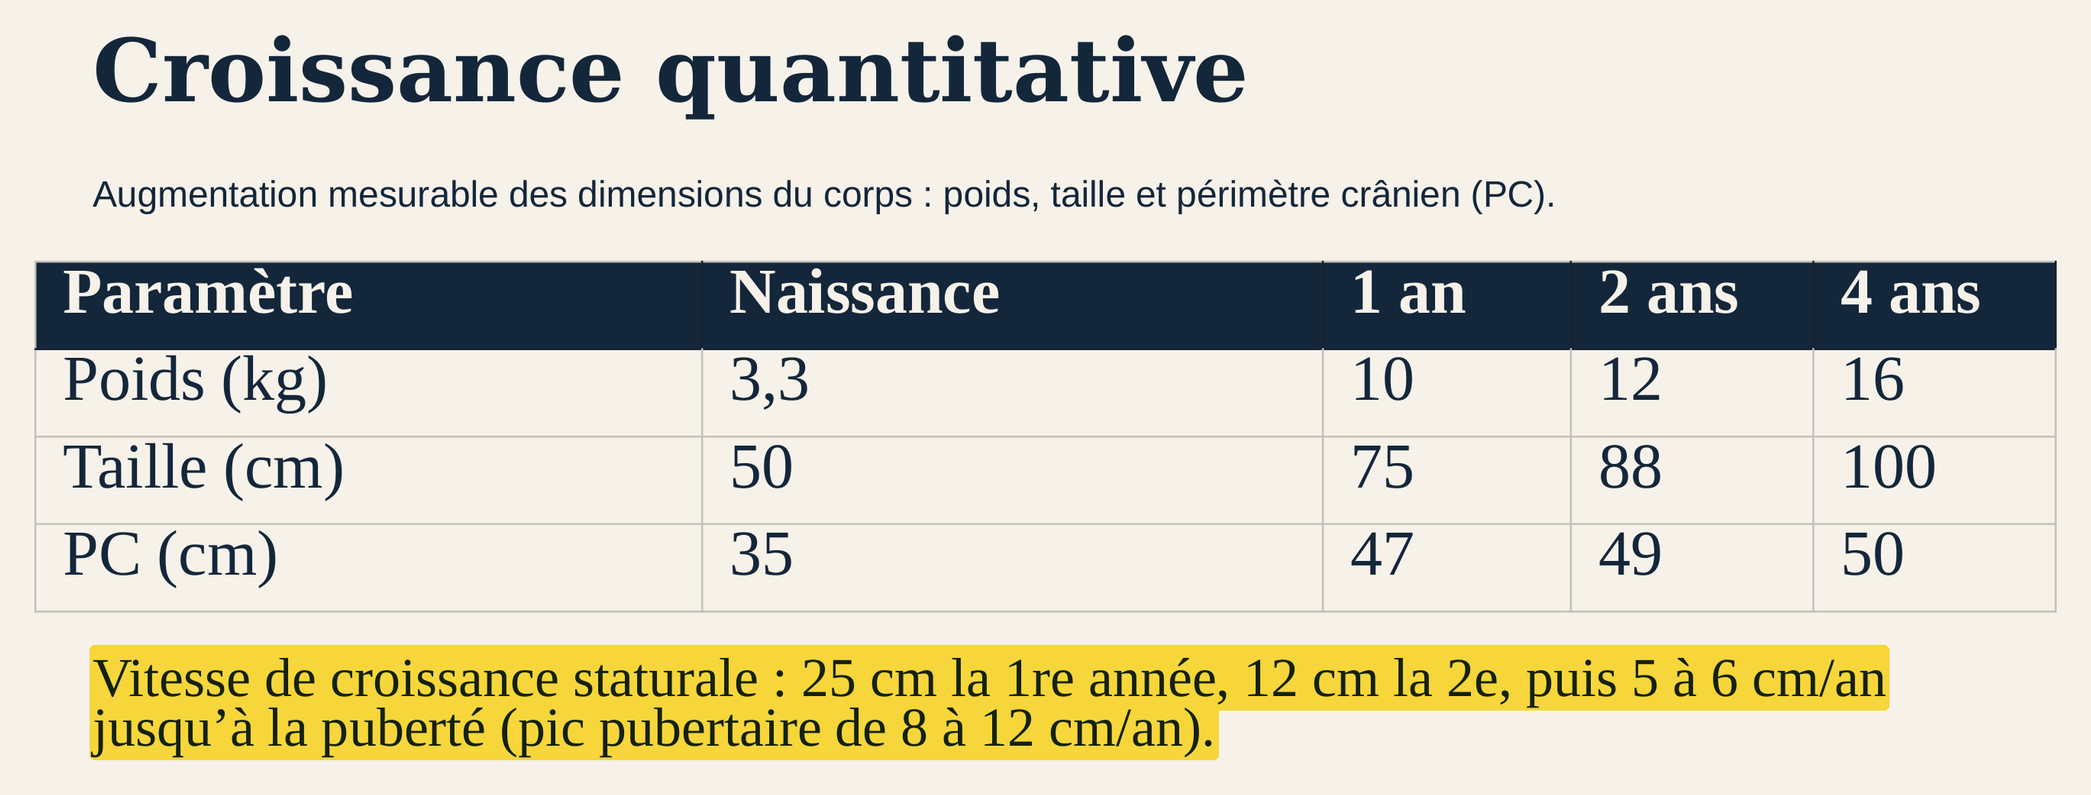 Croissance quantitative
Augmentation mesurable des dimensions du corps : poids, taille et périmètre crânien (PC).
Paramètre Naissance 1 an 2 ans 4 ans
Poids (kg) 3,3 10 12 16
Taille (cm) 50 75 88 100
PC (cm) 35 47 49 50
Vitesse de croissance staturale : 25 cm la 1re année, 12 cm la 2e, puis 5 à 6 cm/an
jusqu’à la puberté (pic pubertaire de 8 à 12 cm/an).